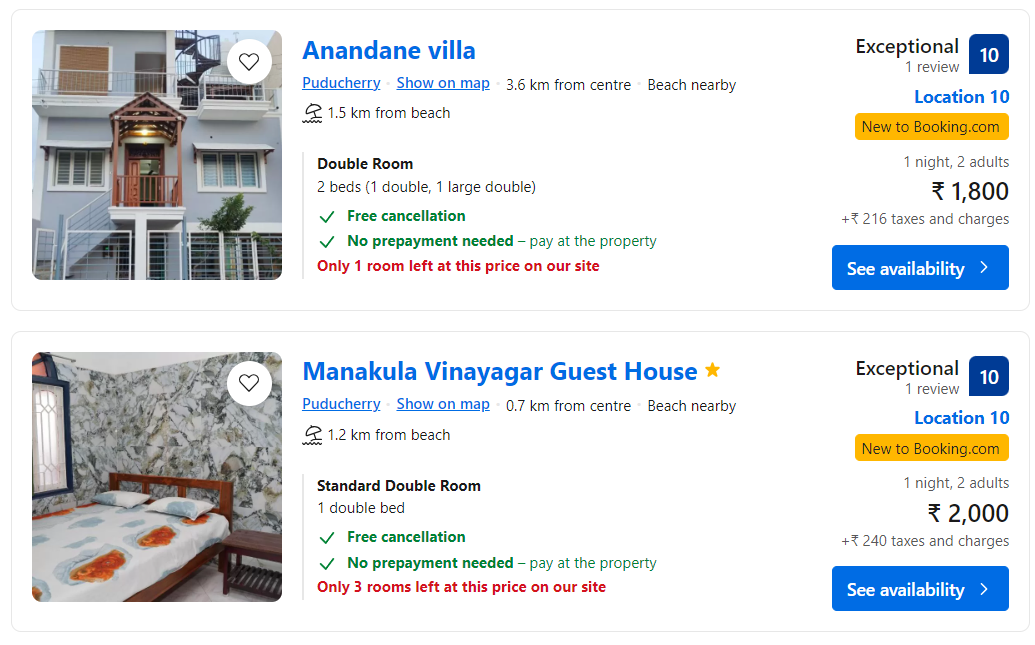 Anandane villa
Puducherry · Show on map · 3.6 km from centre · Beach nearby
1.5 km from beach
Double Room
2 beds (1 double, 1 large double)
Free cancellation
No prepayment needed – pay at the property
Only 1 room left at this price on our site
Exceptional 10
1 review
Location 10
New to Booking.com
1 night, 2 adults
₹ 1,800
+₹ 216 taxes and charges
See availability
Manakula Vinayagar Guest House
Puducherry · Show on map · 0.7 km from centre · Beach nearby
1.2 km from beach
Standard Double Room
1 double bed
Free cancellation
No prepayment needed – pay at the property
Only 3 rooms left at this price on our site
Exceptional 10
1 review
Location 10
New to Booking.com
1 night, 2 adults
₹ 2,000
+₹ 240 taxes and charges
See availability